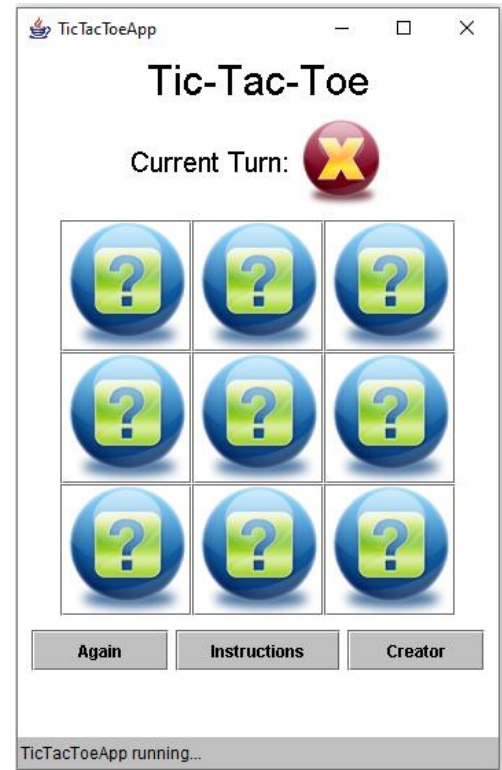 TicTacToeApp
Tic-Tac-Toe
Current Turn: X
? ? ?
? ? ?
? ? ?
Again Instructions Creator
TicTacToeApp running...